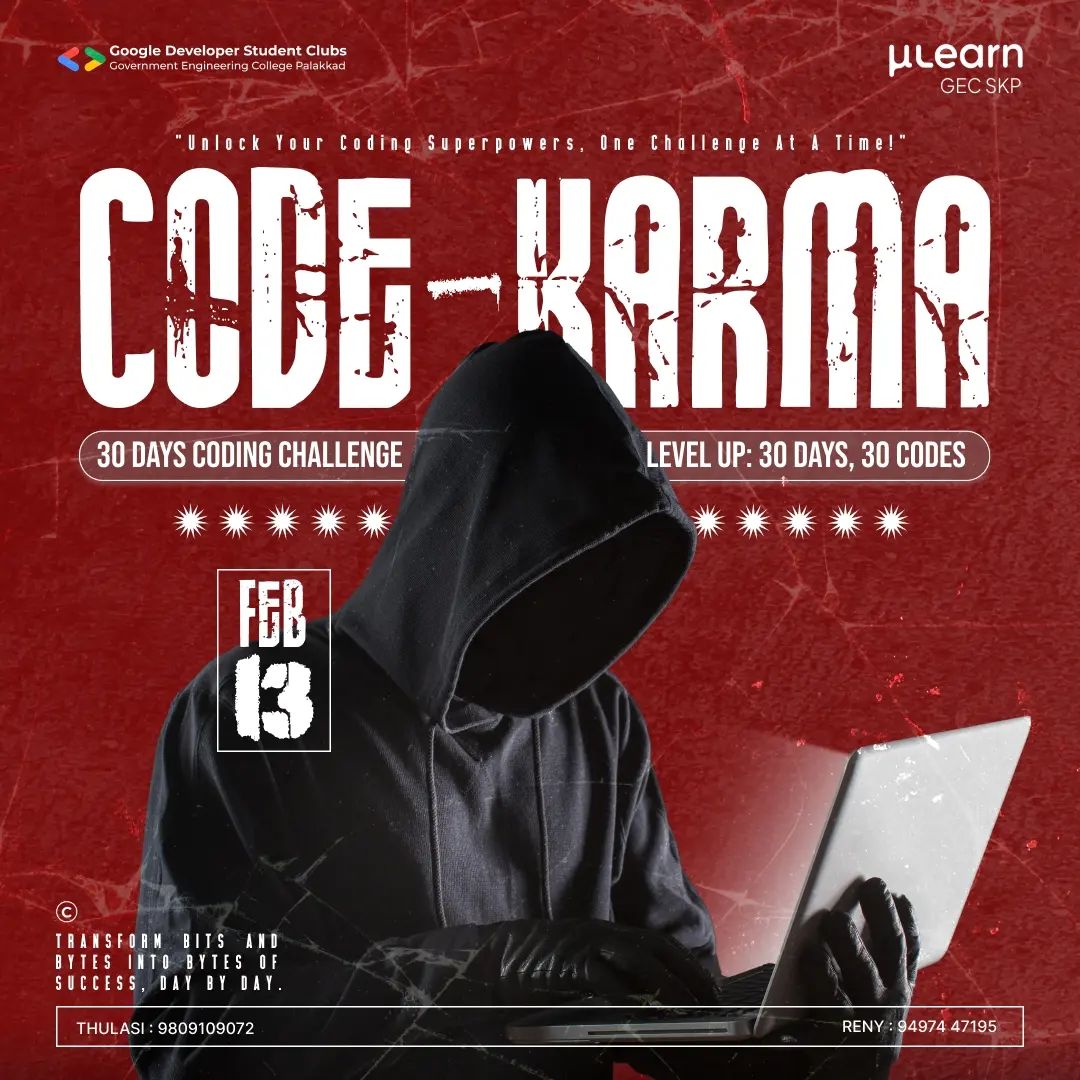 Google Developer Student Clubs
Government Engineering College Palakkad
µLearn
GEC SKP
"Unlock Your Coding Superpowers, One Challenge At A Time!"
CODE-KARMA
30 DAYS CODING CHALLENGE
LEVEL UP: 30 DAYS, 30 CODES
FEB
13
©
TRANSFORM BITS AND
BYTES INTO BYTES OF
SUCCESS, DAY BY DAY.
THULASI : 9809109072
RENY : 94974 47195